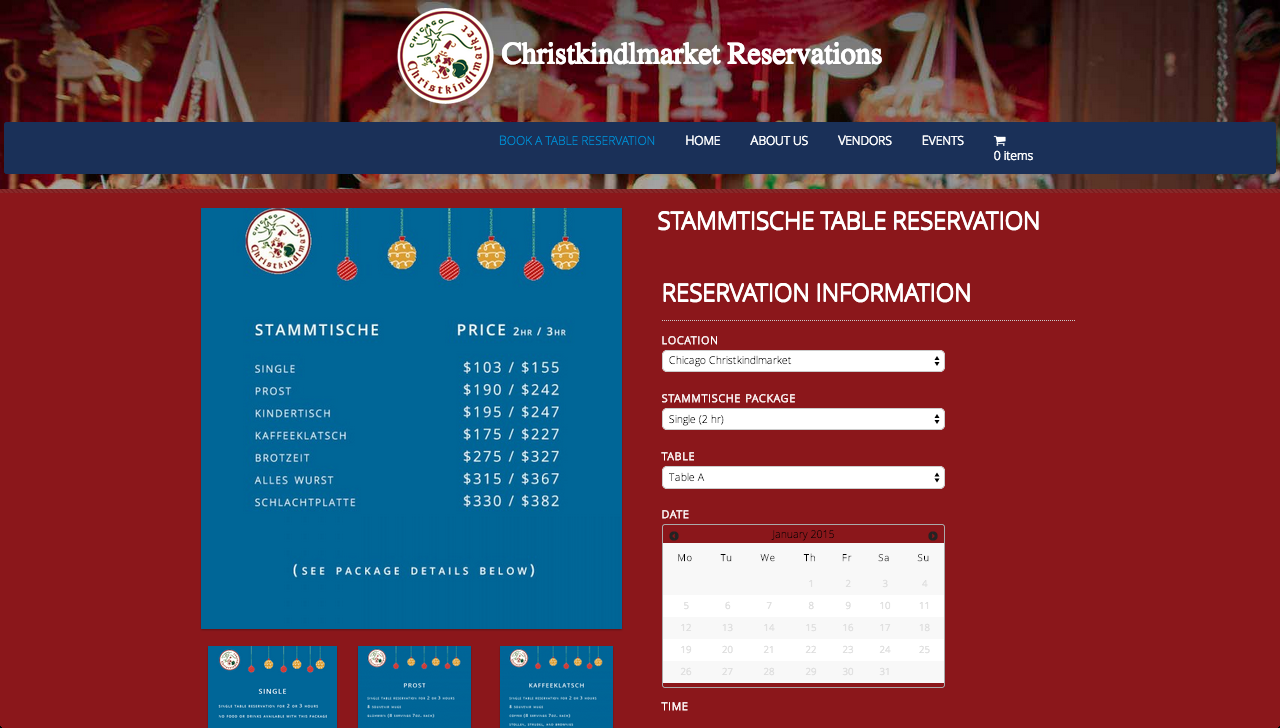 CHICAGO
Christkindlmarket
Christkindlmarket Reservations
BOOK A TABLE RESERVATION
HOME
ABOUT US
VENDORS
EVENTS
0 items
CHICAGO
Christkindlmarket
STAMMTISCHE PRICE 2HR / 3HR
SINGLE $103 / $155
PROST $190 / $242
KINDERTISCH $195 / $247
KAFFEEKLATSCH $175 / $227
BROTZEIT $275 / $327
ALLES WURST $315 / $367
SCHLACHTPLATTE $330 / $382
(SEE PACKAGE DETAILS BELOW)
SINGLE
SINGLE TABLE RESERVATION FOR 2 OR 3 HOURS
NO FOOD OR DRINKS AVAILABLE WITH THIS PACKAGE
PROST
SINGLE TABLE RESERVATION FOR 2 OR 3 HOURS
8 SOUVENIR MUGS
KAFFEEKLATSCH
SINGLE TABLE RESERVATION FOR 2 OR 3 HOURS
8 SOUVENIR MUGS
STAMMTISCHE TABLE RESERVATION
RESERVATION INFORMATION
LOCATION
Chicago Christkindlmarket
STAMMTISCHE PACKAGE
Single (2 hr)
TABLE
Table A
DATE
January 2015
Mo Tu We Th Fr Sa Su
1 2 3 4
5 6 7 8 9 10 11
12 13 14 15 16 17 18
19 20 21 22 23 24 25
26 27 28 29 30 31
TIME